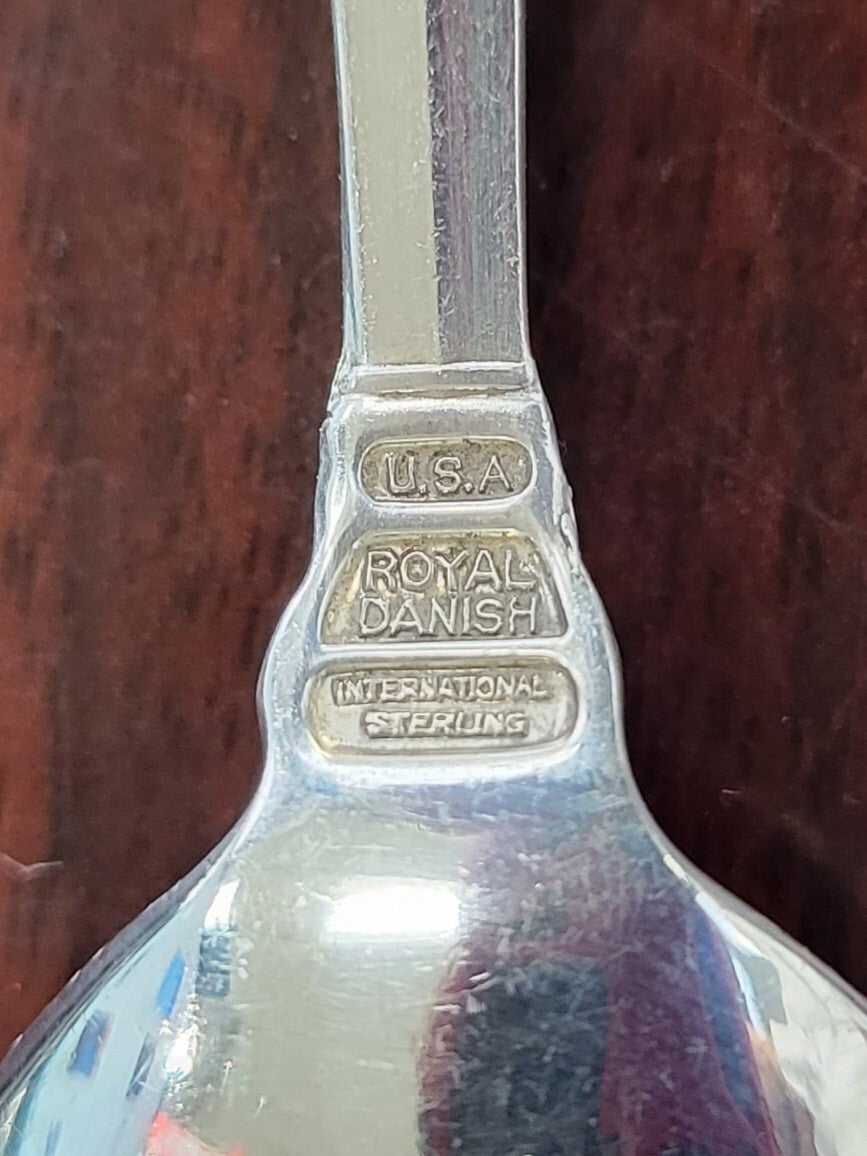 U.S.A
ROYAL
DANISH
INTERNATIONAL
STERLING